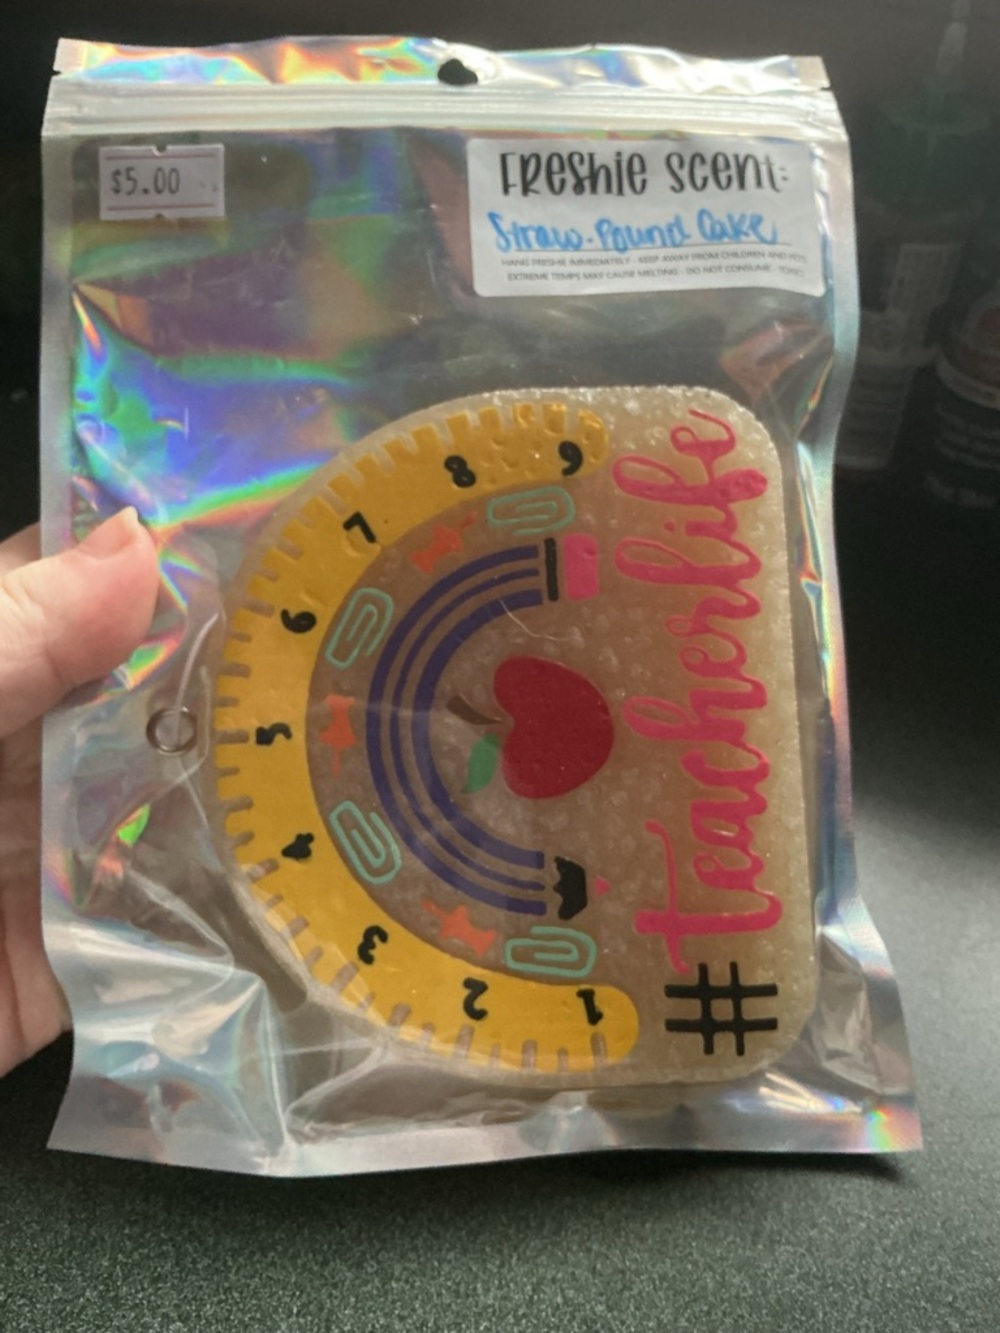 $5.00
FREShie Scent:
Straw. Pound Cake
HANG FRESHIE IMMEDIATELY - KEEP AWAY FROM CHILDREN AND PETS
EXTREME TEMPS MAY CAUSE MELTING - DO NOT CONSUME - TOXIC
1 2 3 4 5 6 7 8 9
#teacherlife